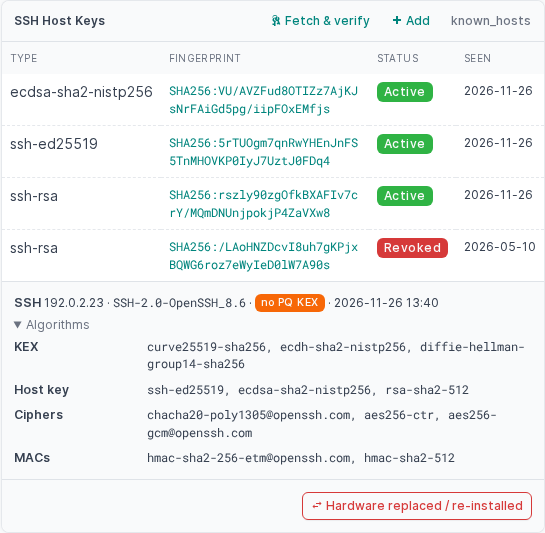 SSH Host Keys
Fetch & verify
+ Add
known_hosts
TYPE FINGERPRINT STATUS SEEN
ecdsa-sha2-nistp256 SHA256:VU/AVZFud8OTIZz7AjKJ Active 2026-11-26
sNrFAiGd5pg/iipFOxEMfjs
ssh-ed25519 SHA256:5rTUOgm7qnRwYHEnJnFS Active 2026-11-26
5TnMHOVKP0IyJ7UztJ0FDq4
ssh-rsa SHA256:rszly90zgOfkBXAFIv7c Active 2026-11-26
rY/MQmDNUnjpokjP4ZaVXw8
ssh-rsa SHA256:/LAoHNZDcvI8uh7gKPjx Revoked 2026-05-10
BQWG6roz7eWyIeD0lW7A90s
SSH 192.0.2.23 · SSH-2.0-OpenSSH_8.6 · no PQ KEX · 2026-11-26 13:40
▼ Algorithms
KEX curve25519-sha256, ecdh-sha2-nistp256, diffie-hellman-
group14-sha256
Host key ssh-ed25519, ecdsa-sha2-nistp256, rsa-sha2-512
Ciphers chacha20-poly1305@openssh.com, aes256-ctr, aes256-
gcm@openssh.com
MACs hmac-sha2-256-etm@openssh.com, hmac-sha2-512
Hardware replaced / re-installed